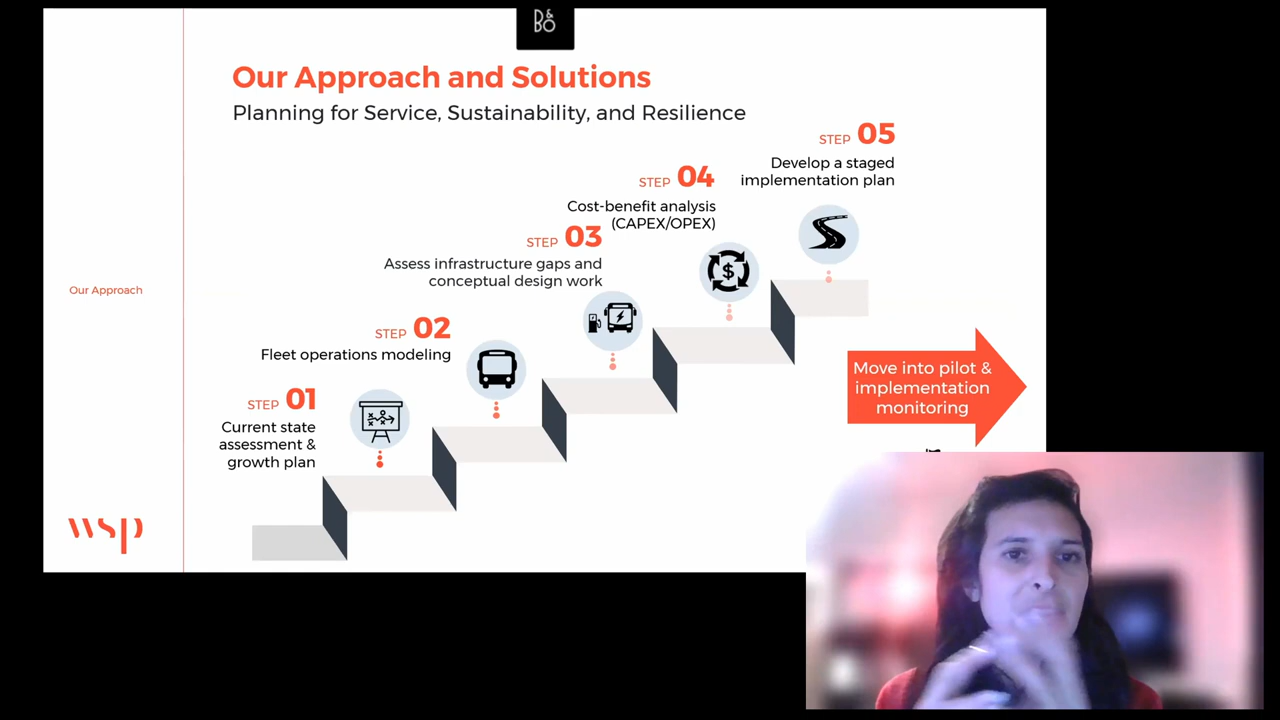 B&O
Our Approach and Solutions
Planning for Service, Sustainability, and Resilience
Our Approach
STEP 01
Current state
assessment &
growth plan
STEP 02
Fleet operations modeling
STEP 03
Assess infrastructure gaps and
conceptual design work
STEP 04
Cost-benefit analysis
(CAPEX/OPEX)
STEP 05
Develop a staged
implementation plan
$
Move into pilot &
implementation
monitoring
wsp